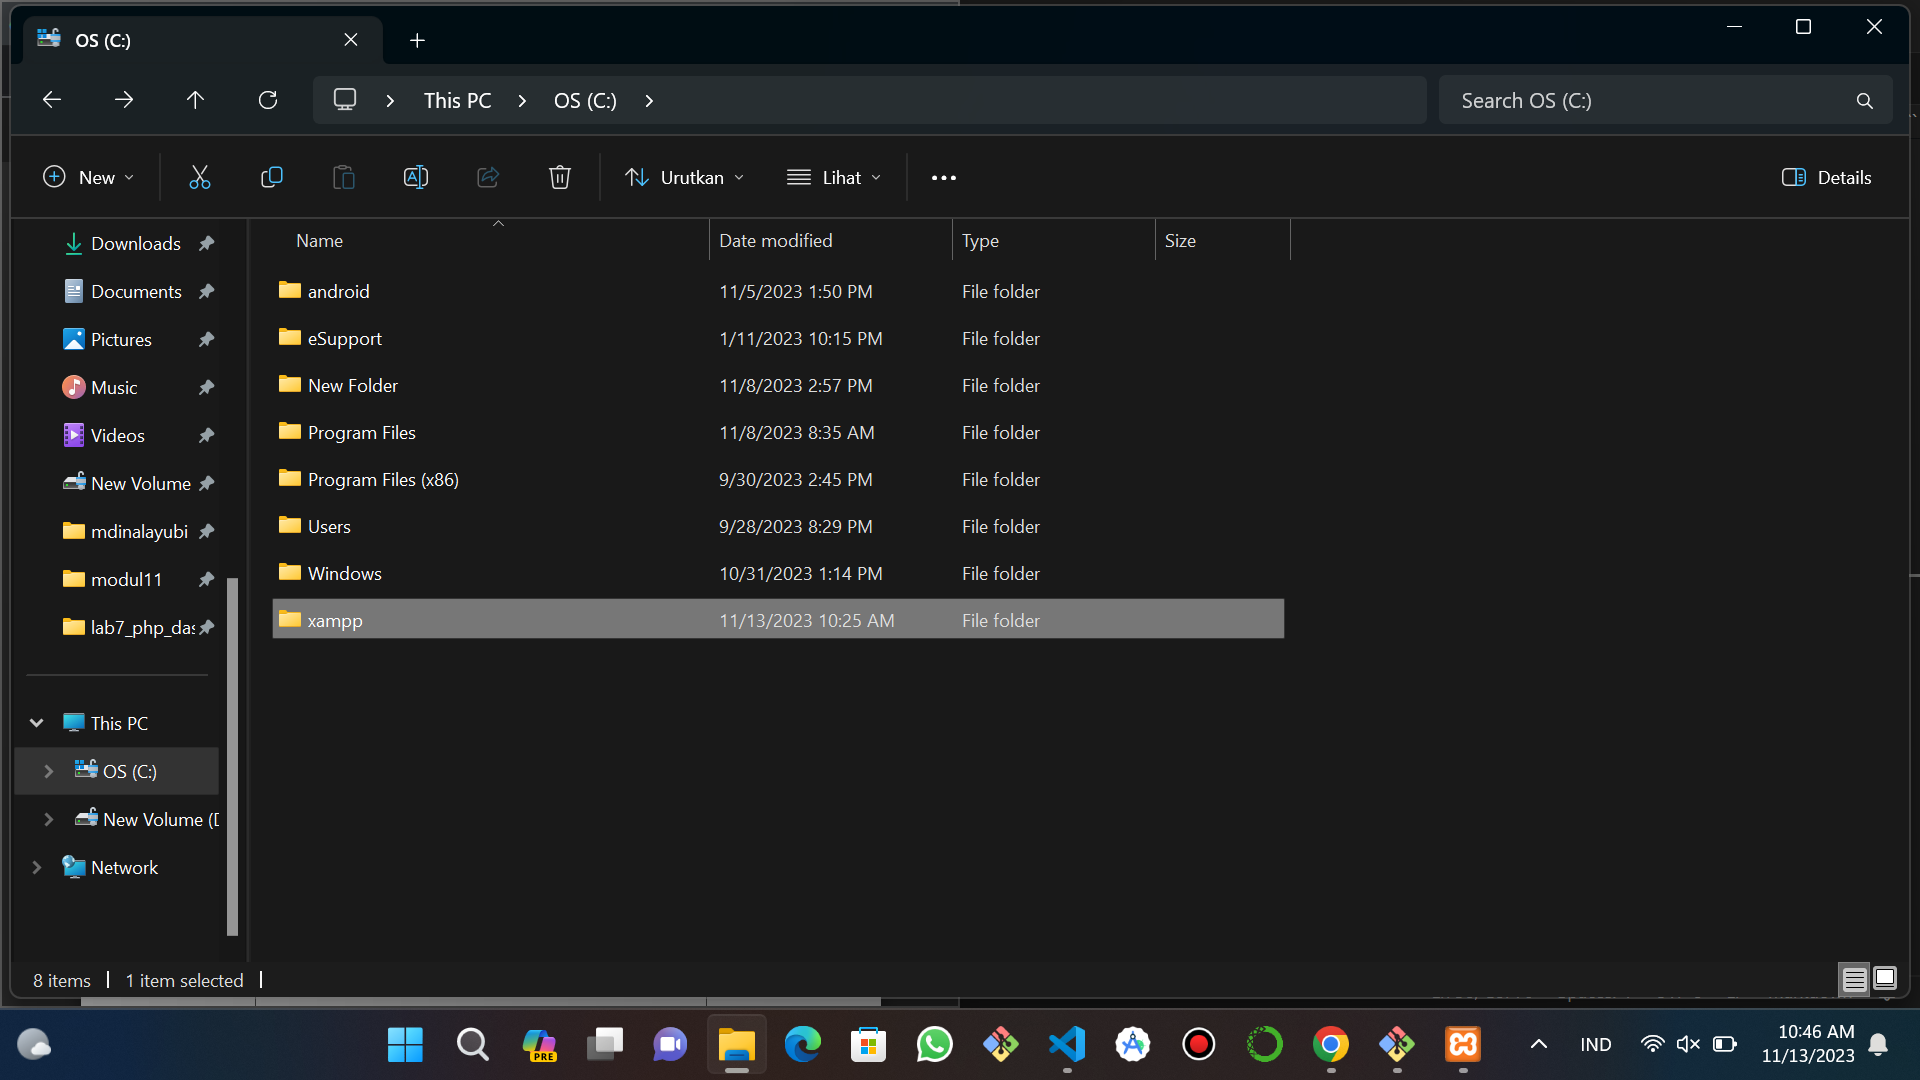 OS (C:)
This PC OS (C:)
Search OS (C:)
New
Urutkan
Lihat
Details
Name Date modified Type Size
android 11/5/2023 1:50 PM File folder
eSupport 1/11/2023 10:15 PM File folder
New Folder 11/8/2023 2:57 PM File folder
Program Files 11/8/2023 8:35 AM File folder
Program Files (x86) 9/30/2023 2:45 PM File folder
Users 9/28/2023 8:29 PM File folder
Windows 10/31/2023 1:14 PM File folder
xampp 11/13/2023 10:25 AM File folder
Downloads
Documents
Pictures
Music
Videos
New Volume
mdinalayubi
modul11
lab7_php_das
This PC
OS (C:)
New Volume (D
Network
8 items 1 item selected
PRE
IND
10:46 AM
11/13/2023